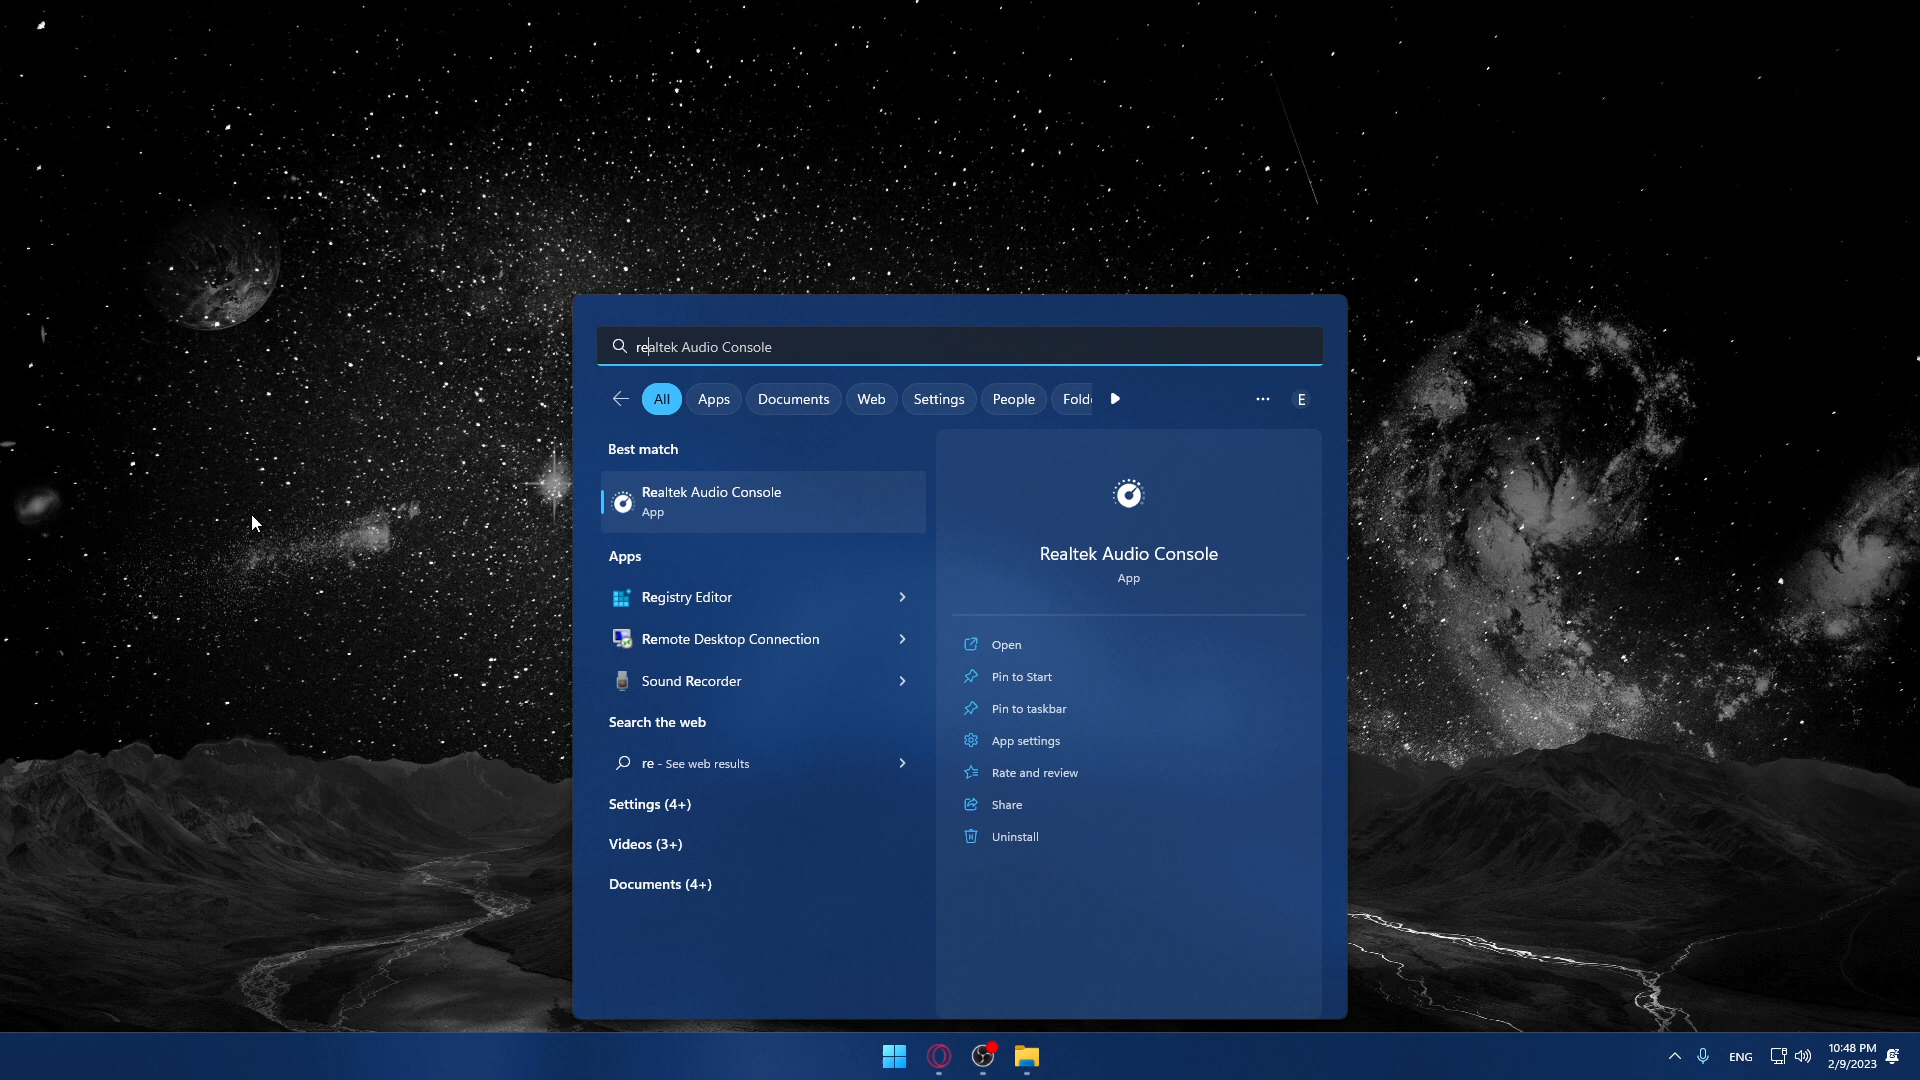 realtek Audio Console
All Apps Documents Web Settings People Folde E
Best match
Realtek Audio Console
App
Apps
Registry Editor
Remote Desktop Connection
Sound Recorder
Search the web
re - See web results
Settings (4+)
Videos (3+)
Documents (4+)
Realtek Audio Console
App
Open
Pin to Start
Pin to taskbar
App settings
Rate and review
Share
Uninstall
ENG
10:48 PM
2/9/2023